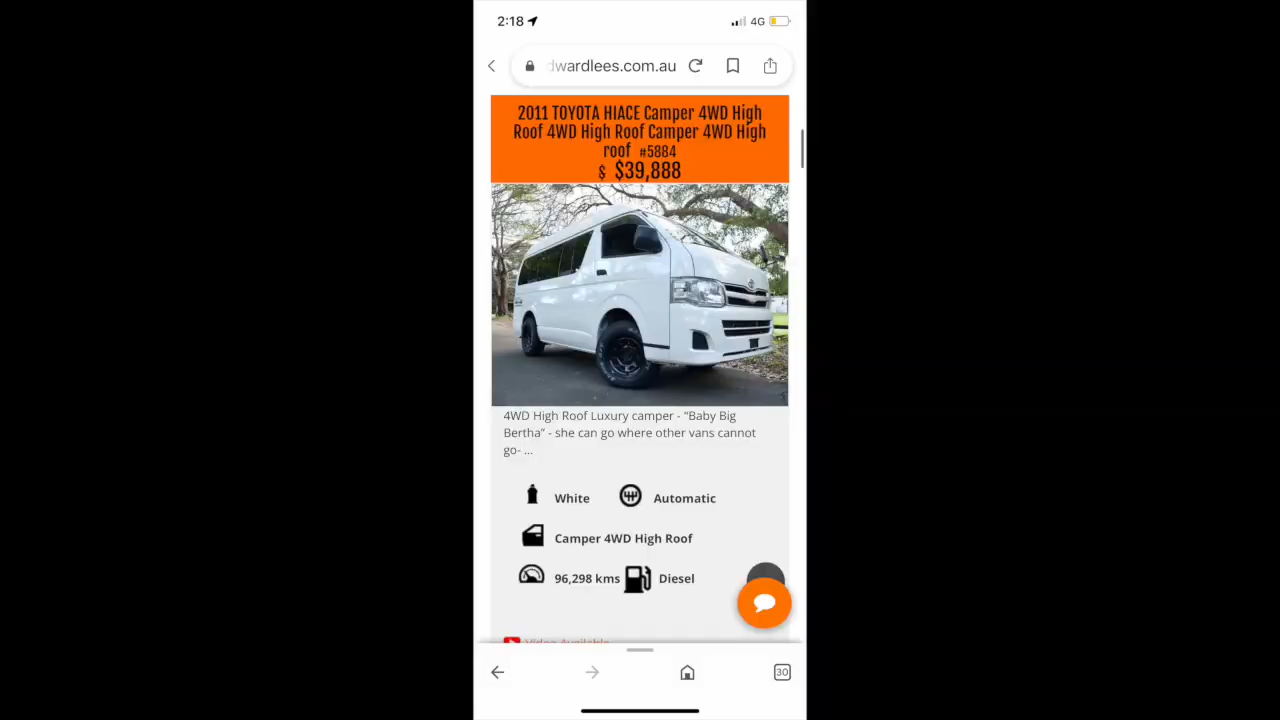 2:18
4G
dwardlees.com.au
2011 TOYOTA HIACE Camper 4WD High
Roof 4WD High Roof Camper 4WD High
roof #5884
$ $39,888
4WD High Roof Luxury camper - "Baby Big
Bertha" - she can go where other vans cannot
go- ...
White Automatic
Camper 4WD High Roof
96,298 kms Diesel
Video Available
30